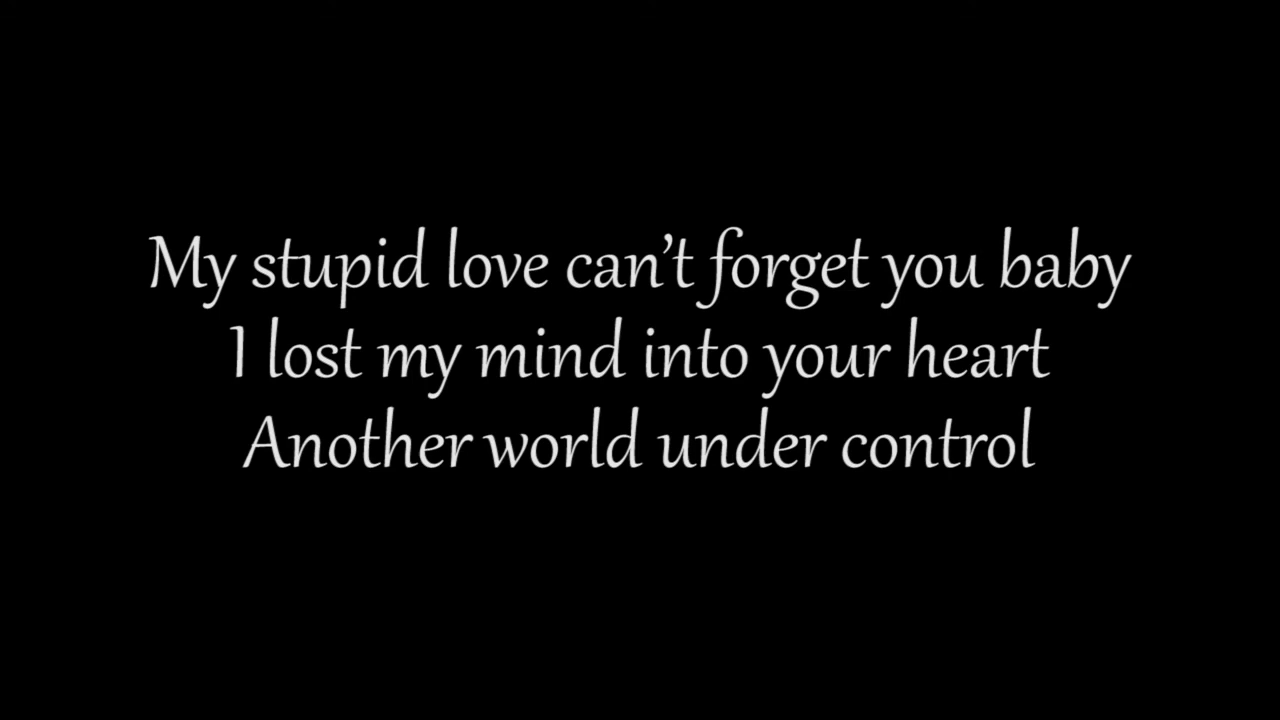 My stupid love can’t forget you baby
I lost my mind into your heart
Another world under control